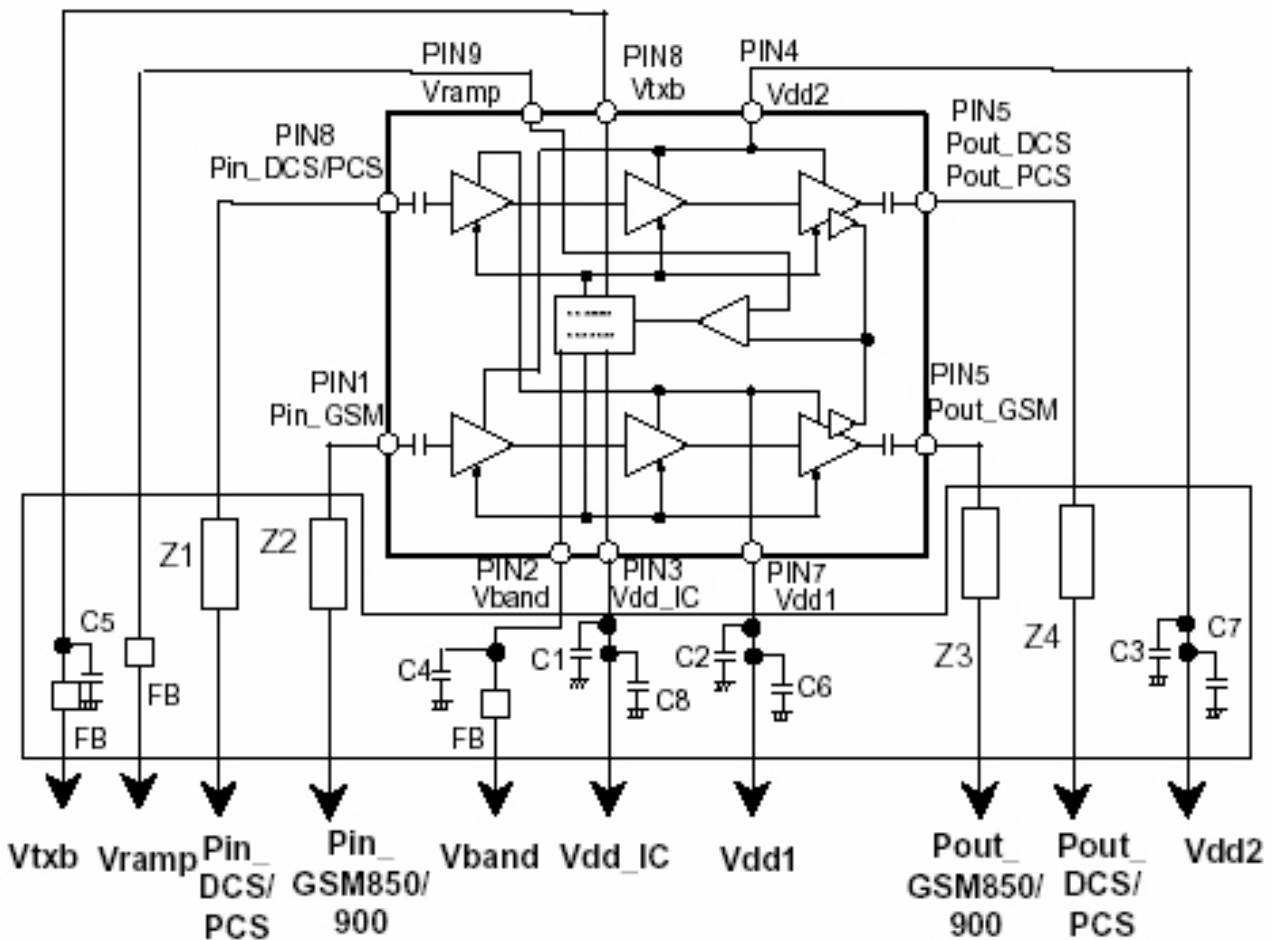 PIN9
Vramp
PIN8
Vtxb
PIN4
Vdd2
PIN8
Pin_DCS/PCS
PIN5
Pout_DCS
Pout_PCS
PIN1
Pin_GSM
PIN5
Pout_GSM
Z1
Z2
PIN2
Vband
PIN3
Vdd_IC
PIN7
Vdd1
Z3
Z4
C5
FB
FB
C4
FB
C1
C8
C2
C6
C3
C7
Vtxb
Vramp
Pin_
DCS/
PCS
Pin_
GSM850/
900
Vband
Vdd_IC
Vdd1
Pout_
GSM850/
900
Pout_
DCS/
PCS
Vdd2